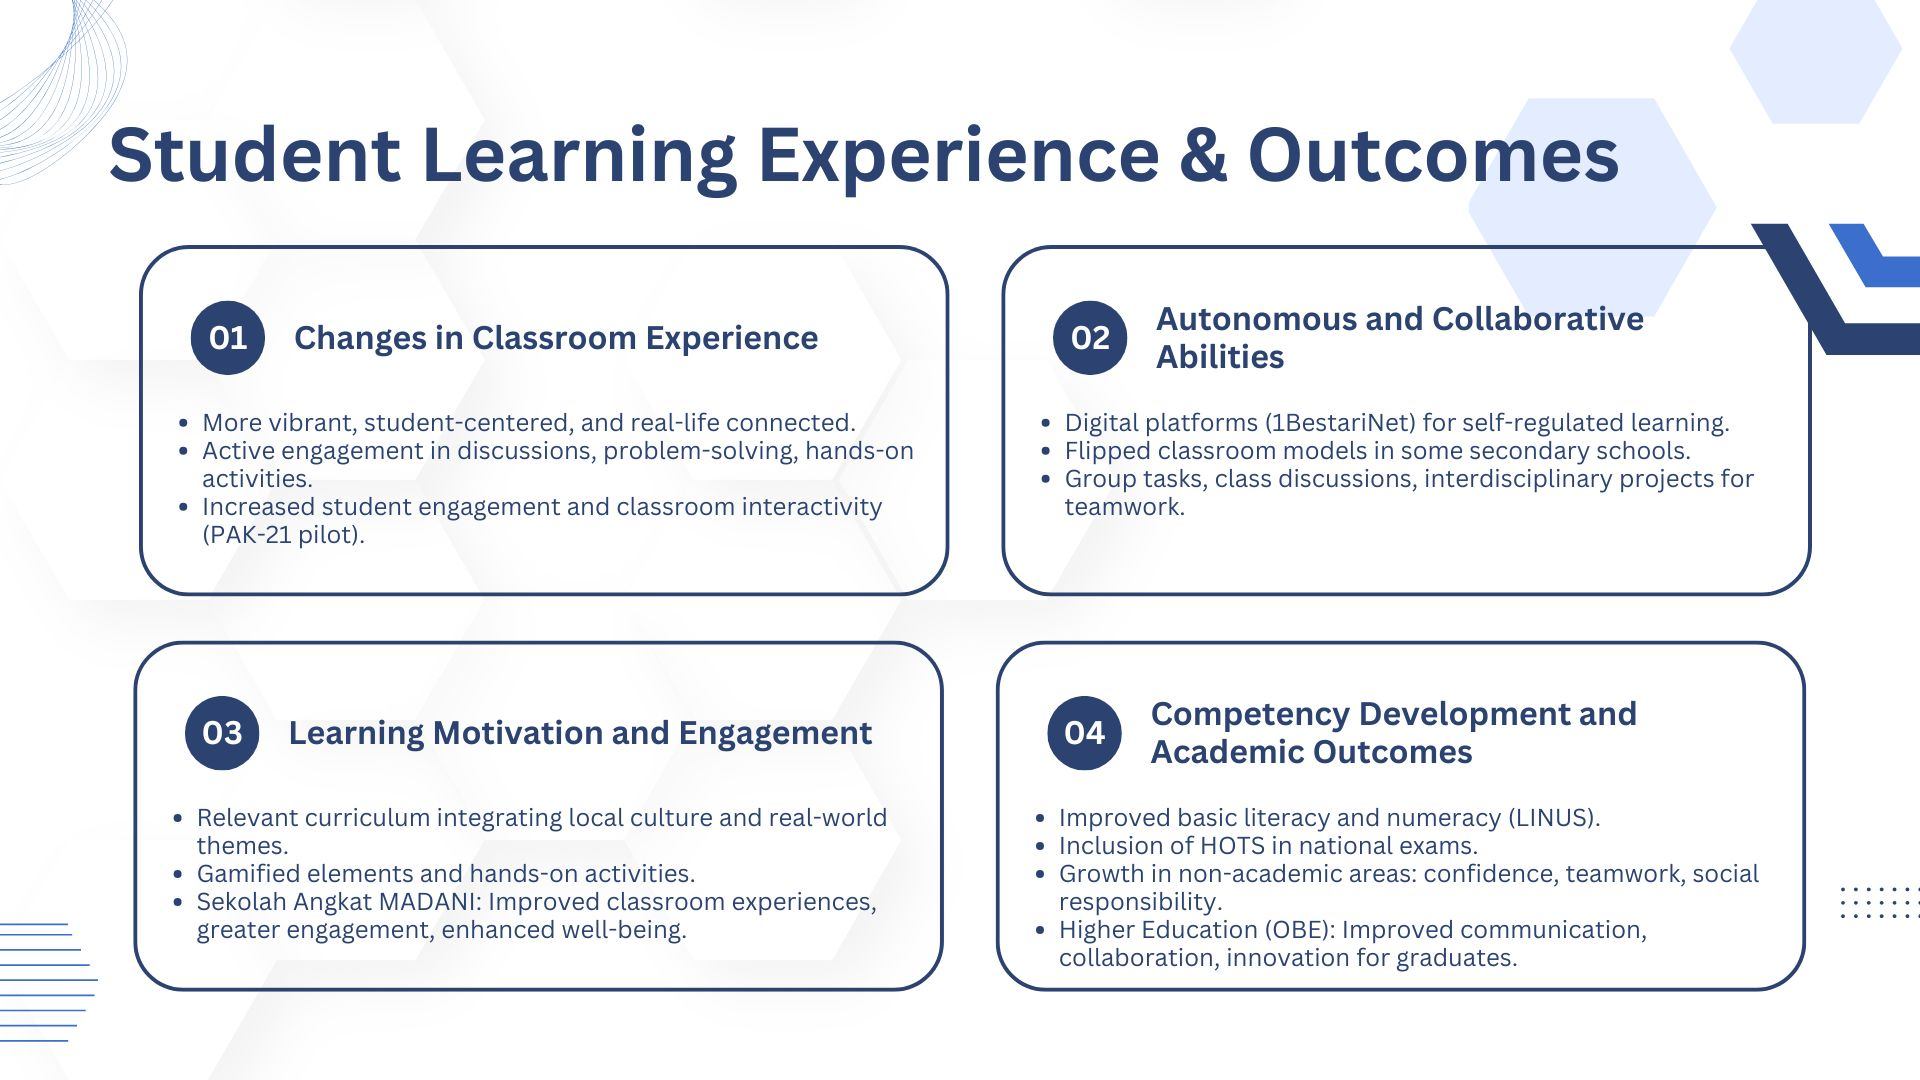 Student Learning Experience & Outcomes
01
Changes in Classroom Experience
• More vibrant, student-centered, and real-life connected.
• Active engagement in discussions, problem-solving, hands-on
activities.
• Increased student engagement and classroom interactivity
(PAK-21 pilot).
02
Autonomous and Collaborative
Abilities
• Digital platforms (1BestariNet) for self-regulated learning.
• Flipped classroom models in some secondary schools.
• Group tasks, class discussions, interdisciplinary projects for
teamwork.
03
Learning Motivation and Engagement
• Relevant curriculum integrating local culture and real-world
themes.
• Gamified elements and hands-on activities.
• Sekolah Angkat MADANI: Improved classroom experiences,
greater engagement, enhanced well-being.
04
Competency Development and
Academic Outcomes
• Improved basic literacy and numeracy (LINUS).
• Inclusion of HOTS in national exams.
• Growth in non-academic areas: confidence, teamwork, social
responsibility.
• Higher Education (OBE): Improved communication,
collaboration, innovation for graduates.